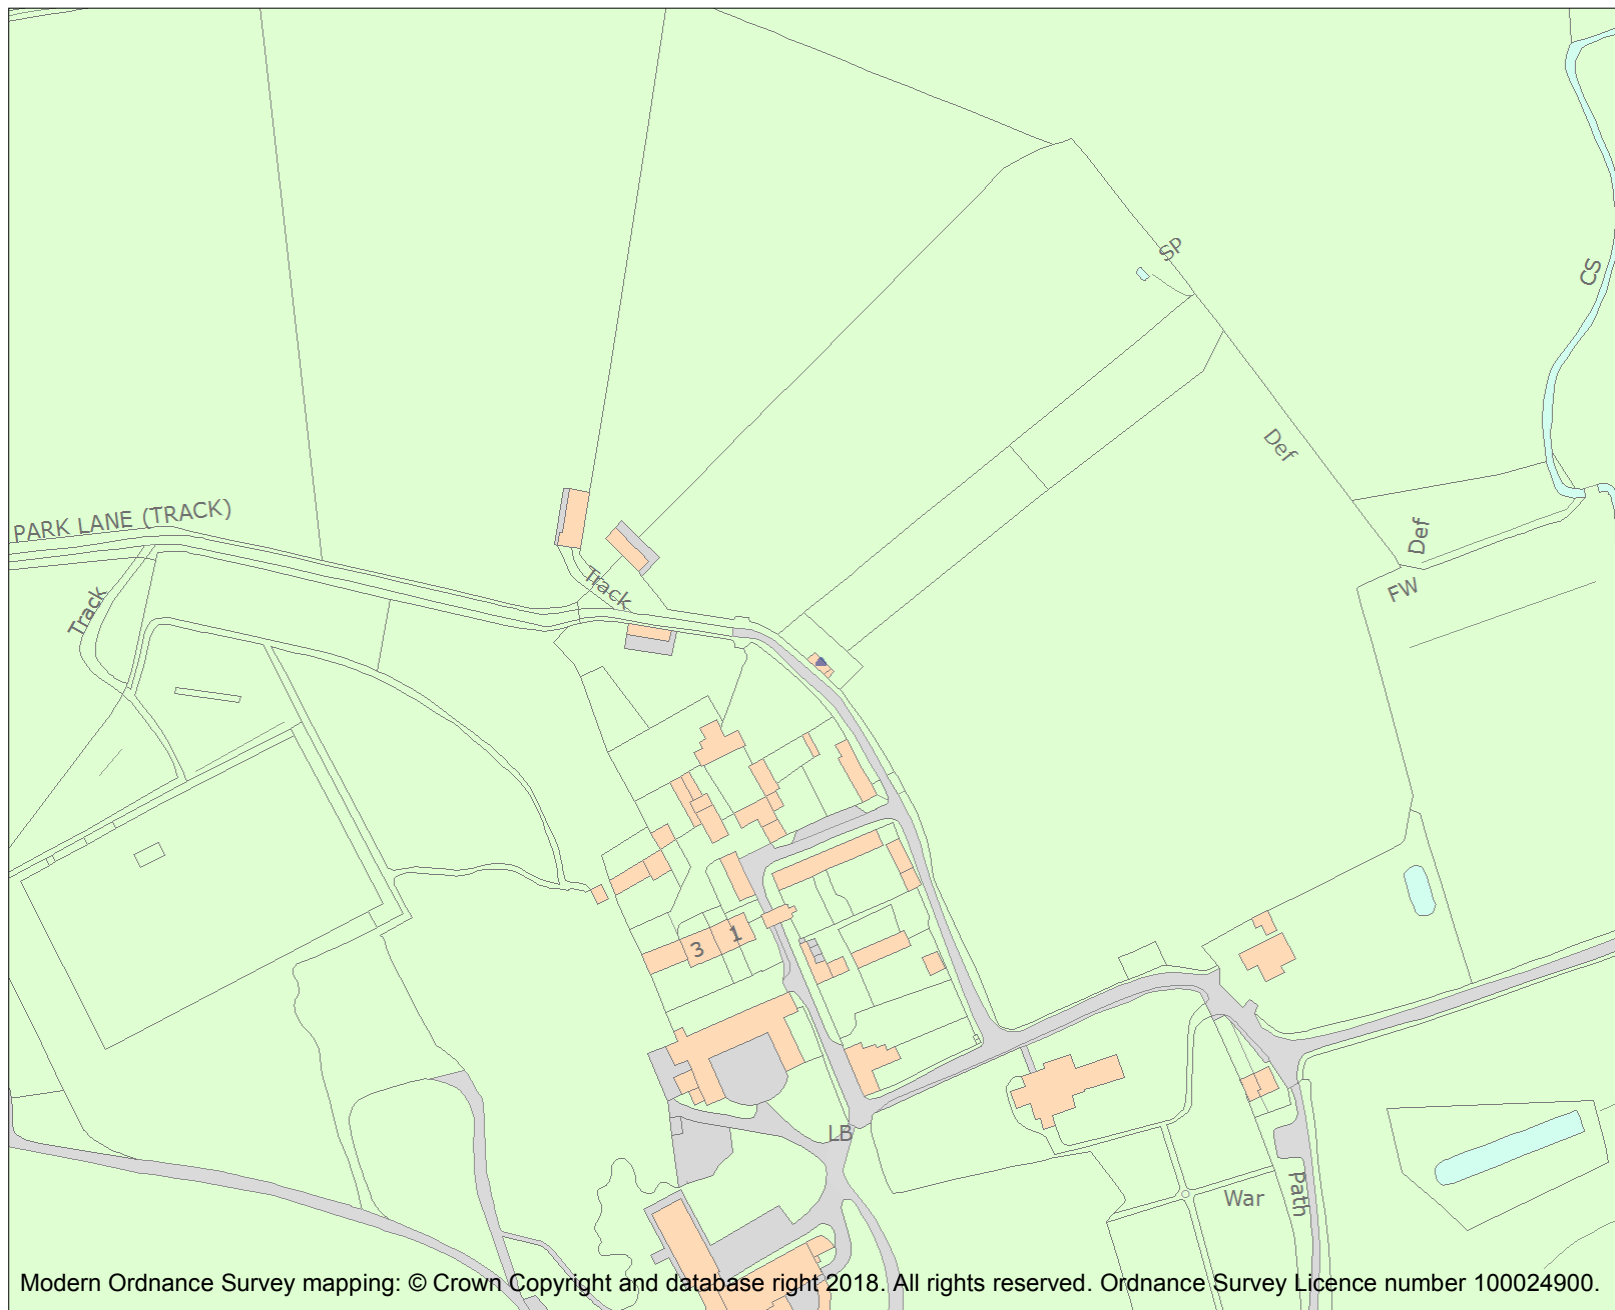 SP
CS
Def
PARK LANE (TRACK)
Def
Track
FW
Track
3
1
LB
War
Path
Modern Ordnance Survey mapping: © Crown Copyright and database right 2018. All rights reserved. Ordnance Survey Licence number 100024900.